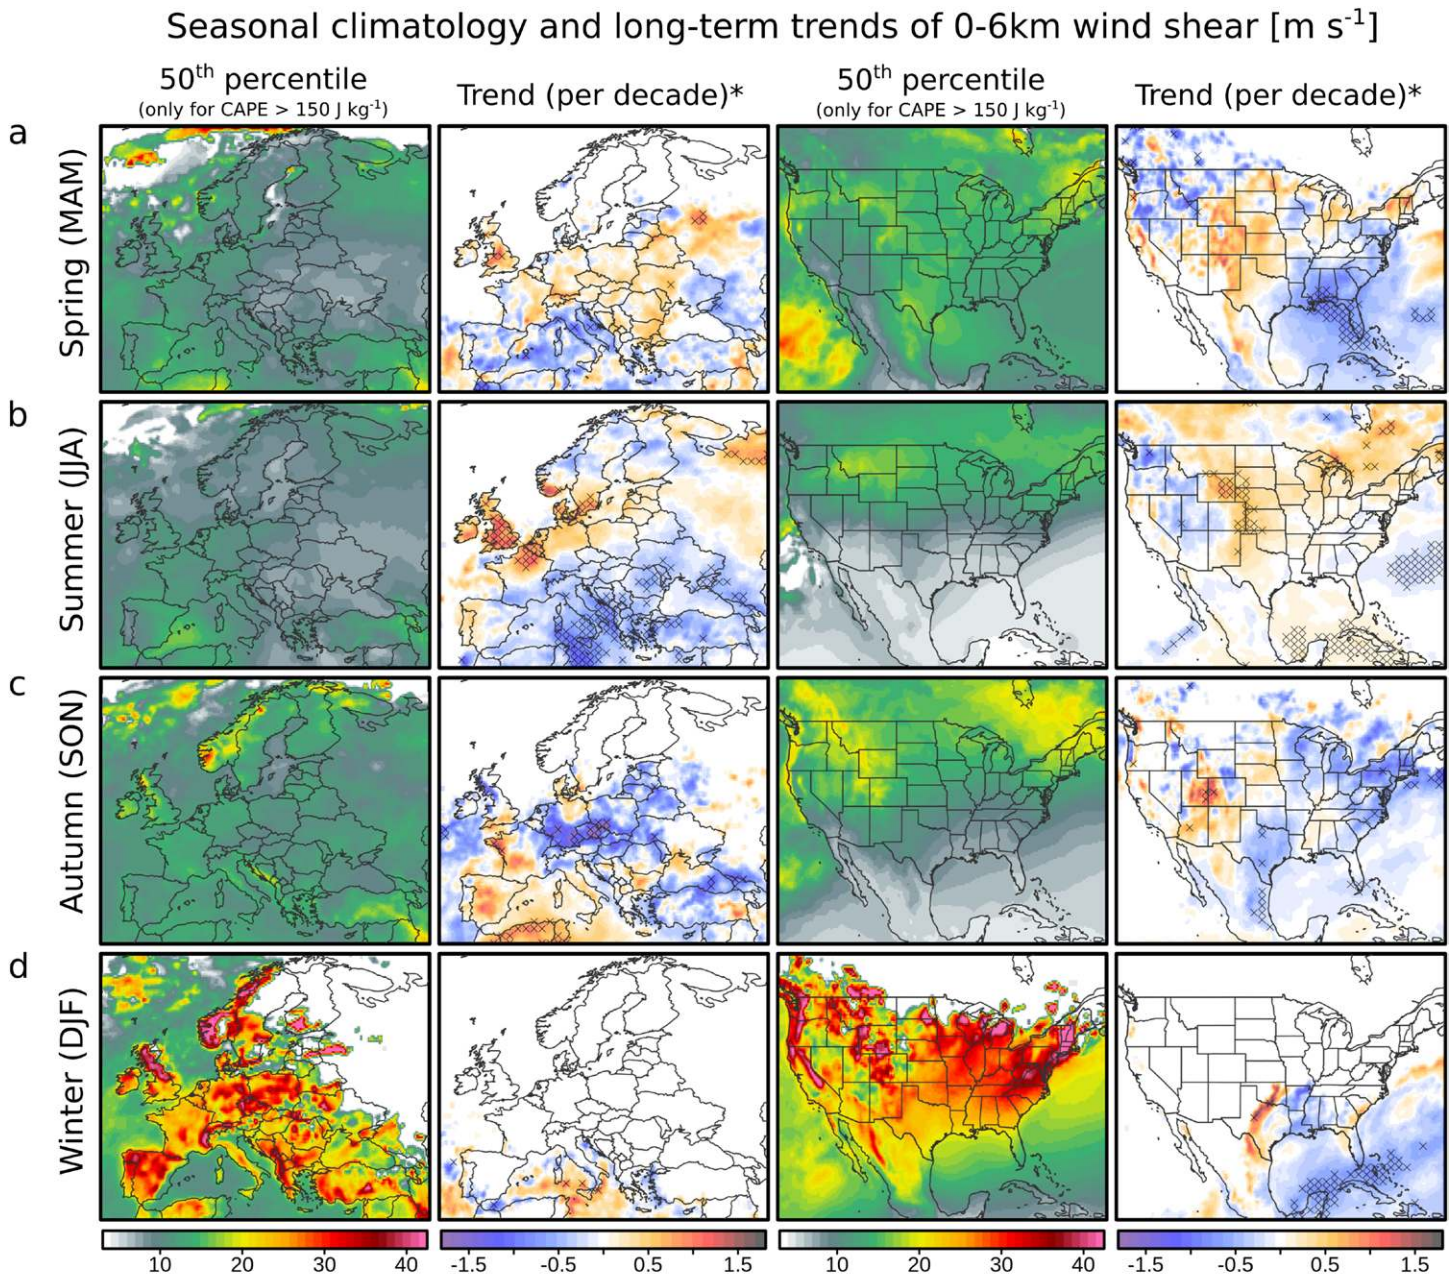 Seasonal climatology and long-term trends of 0-6km wind shear [m s⁻¹]
50th percentile
(only for CAPE > 150 J kg⁻¹)
Trend (per decade)*
50th percentile
(only for CAPE > 150 J kg⁻¹)
Trend (per decade)*
a
Spring (MAM)
b
Summer (JJA)
c
Autumn (SON)
d
Winter (DJF)
10 20 30 40
-1.5 -0.5 0.5 1.5
10 20 30 40
-1.5 -0.5 0.5 1.5